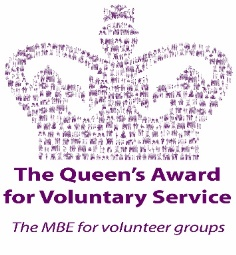 The Queen's Award
for Voluntary Service
The MBE for volunteer groups